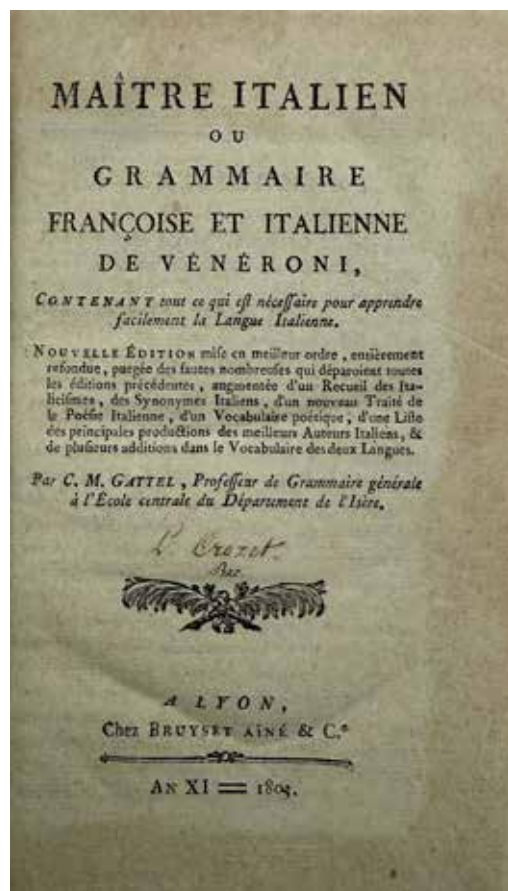 MAÎTRE ITALIEN
OU
GRAMMAIRE
FRANÇOISE ET ITALIENNE
DE VÉNÉRONI,
CONTENANT tout ce qui eſt néceſſaire pour apprendre
facilement la Langue Italienne.
NOUVELLE ÉDITION miſe en meilleur ordre, entièrement
refondue, purgée des fautes nombreuſes qui déparoient toutes
les éditions précédentes, augmentée d'un Recueil des Ita-
liciſmes, des Synonymes Italiens, d'un nouveau Traité de
la Poéſie Italienne, d'un Vocabulaire poétique, d'une Liſte
des principales productions des meilleurs Auteurs Italiens, &
de pluſieurs additions dans le Vocabulaire des deux Langues.
Par C. M. GATTEL, Profeſſeur de Grammaire générale
à l'École centrale du Département de l'Isère.
L. Crozet.
A LYON,
Chez BRUYSET AÎNÉ & C.e
AN XI = 1803.